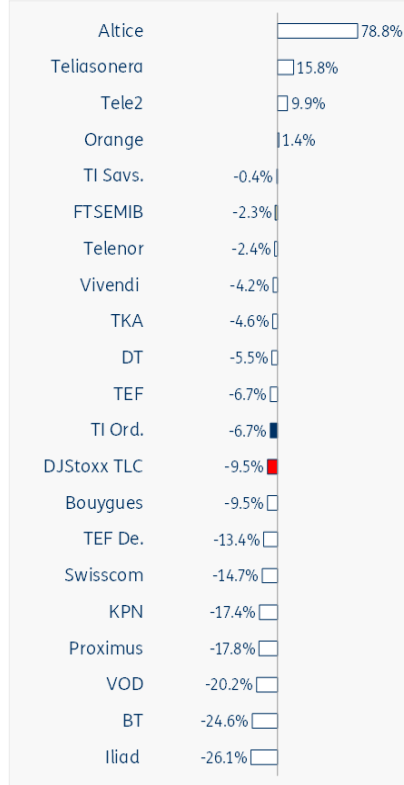 Altice 78.8%
Teliasonera 15.8%
Tele2 9.9%
Orange 1.4%
TI Savs. -0.4%
FTSEMIB -2.3%
Telenor -2.4%
Vivendi -4.2%
TKA -4.6%
DT -5.5%
TEF -6.7%
TI Ord. -6.7%
DJStoxx TLC -9.5%
Bouygues -9.5%
TEF De. -13.4%
Swisscom -14.7%
KPN -17.4%
Proximus -17.8%
VOD -20.2%
BT -24.6%
Iliad -26.1%